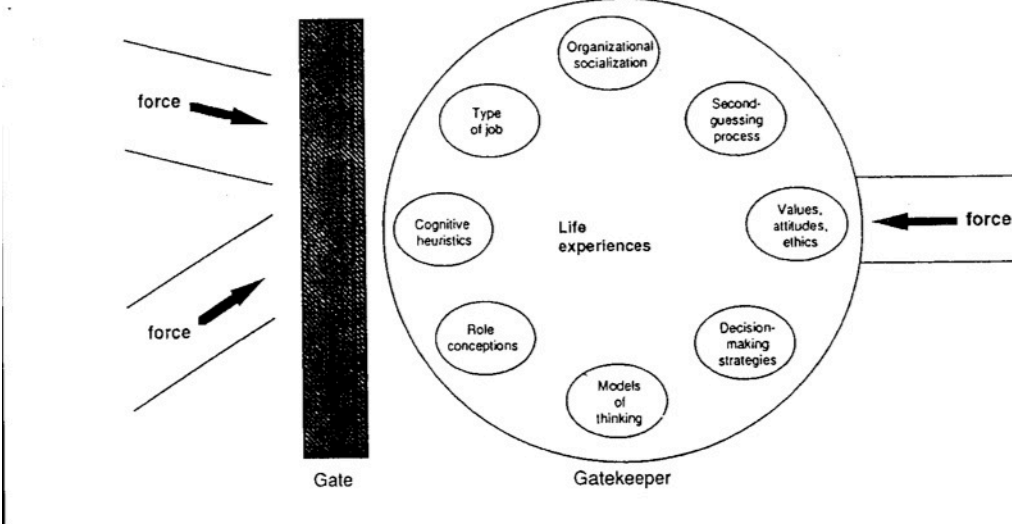 Organizational
socialization
Second-
guessing
process
Type
of job
force
Values,
attitudes,
ethics
force
Cognitive
heuristics
Life
experiences
force
Role
conceptions
Decision-
making
strategies
Models
of
thinking
Gate
Gatekeeper